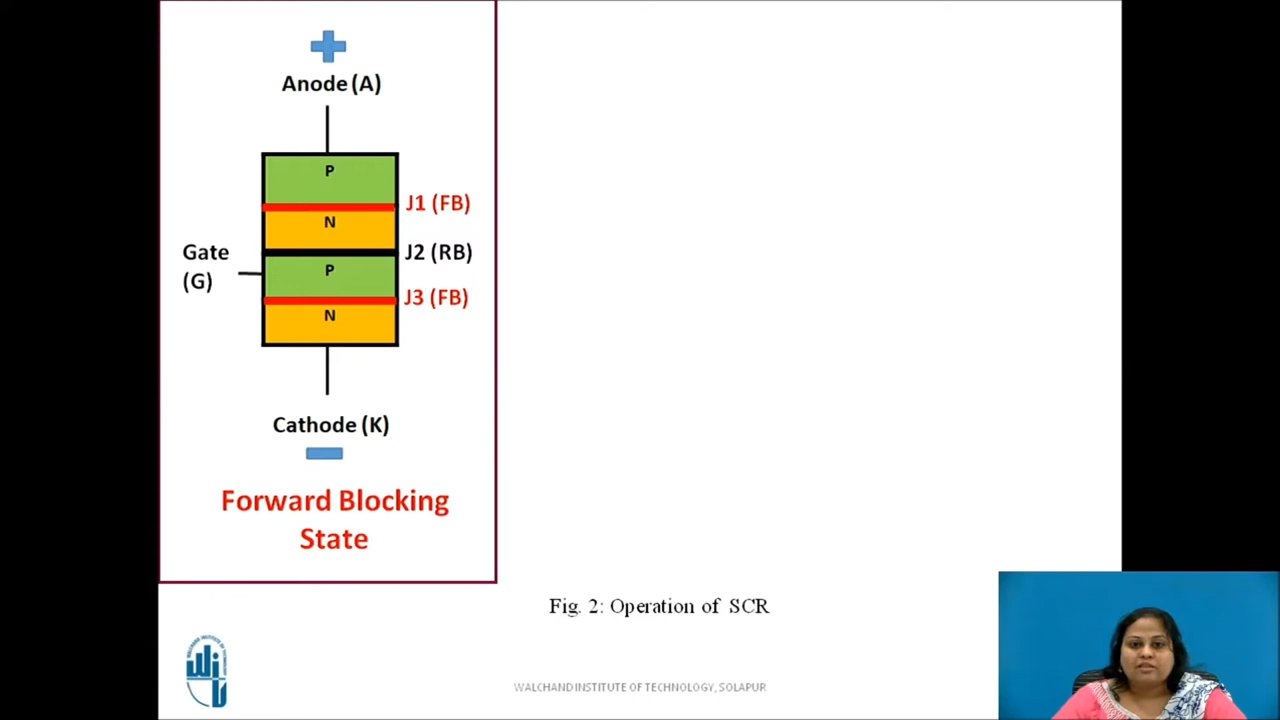 Anode (A)
P
J1 (FB)
N
Gate
(G)
J2 (RB)
P
J3 (FB)
N
Cathode (K)
Forward Blocking
State
Fig. 2: Operation of SCR
WALCHAND INSTITUTE OF TECHNOLOGY, SOLAPUR